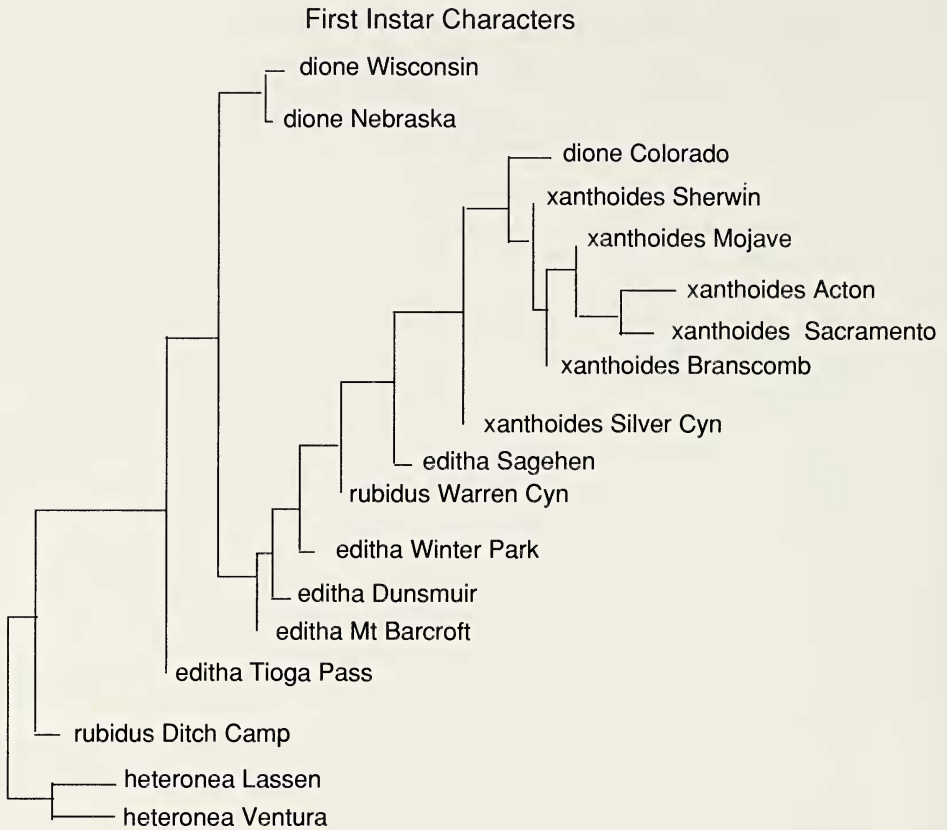 First Instar Characters
dione Wisconsin
dione Nebraska
dione Colorado
xanthoides Sherwin
xanthoides Mojave
xanthoides Acton
xanthoides Sacramento
xanthoides Branscomb
xanthoides Silver Cyn
editha Sagehen
rubidus Warren Cyn
editha Winter Park
editha Dunsmuir
editha Mt Barcroft
editha Tioga Pass
rubidus Ditch Camp
heteronea Lassen
heteronea Ventura